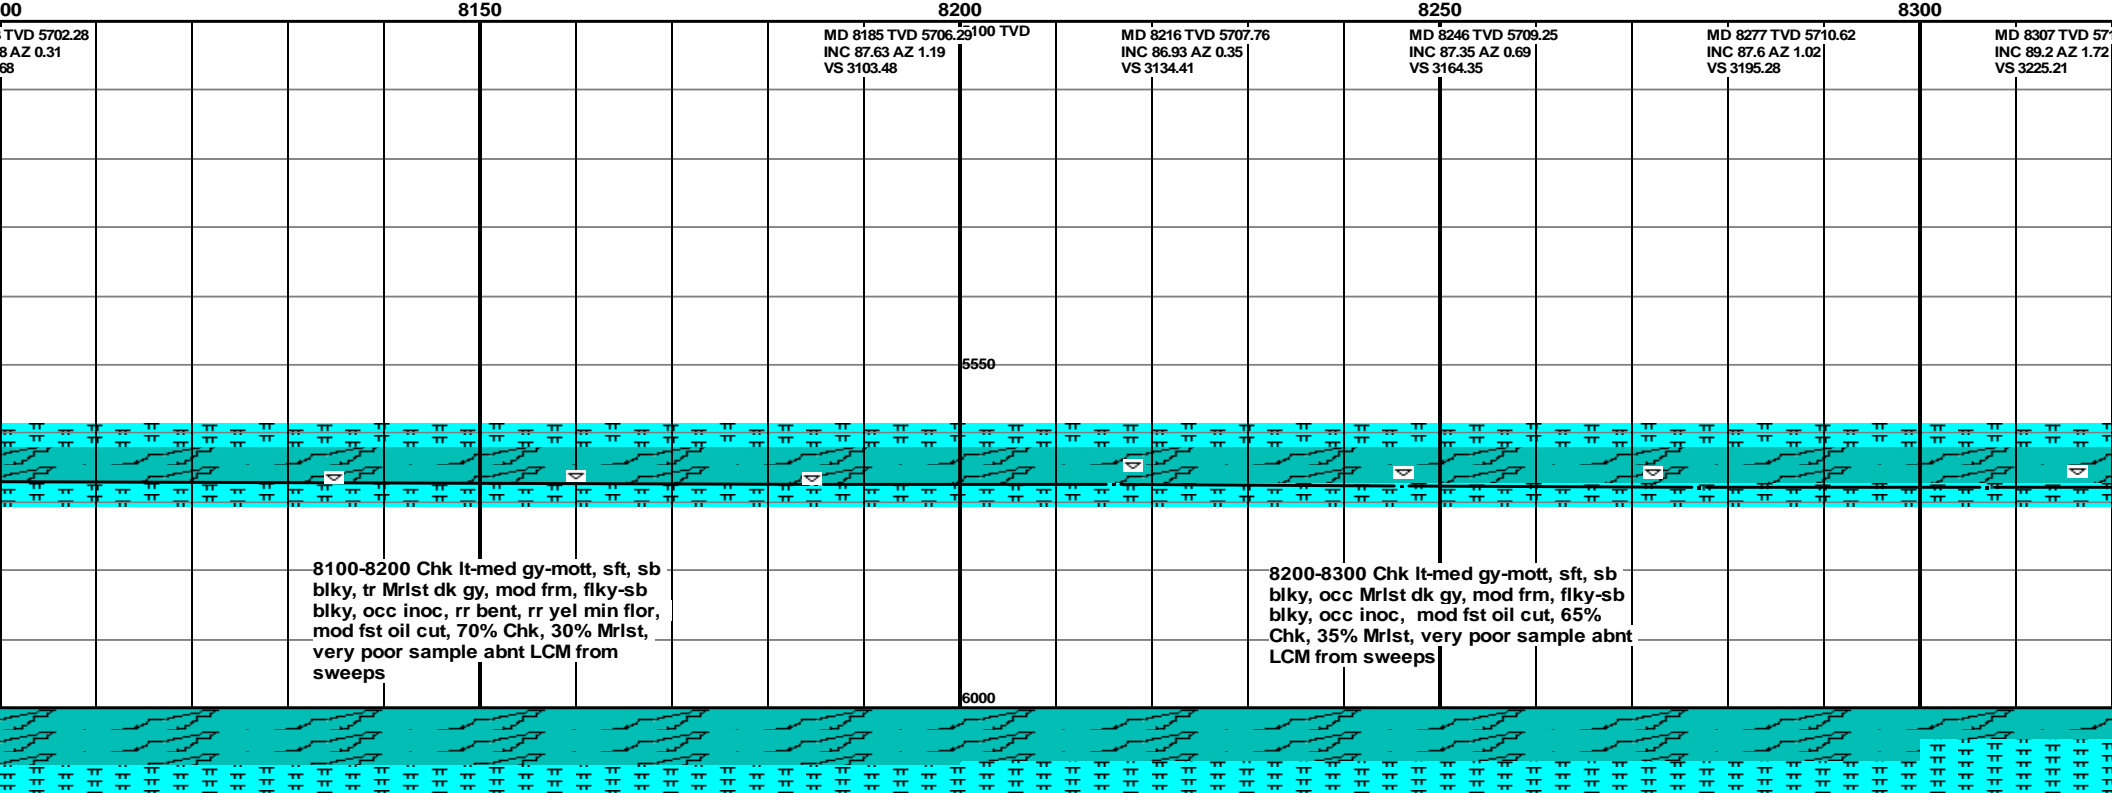 00 8150 8200 8250 8300
TVD 5702.28
8 AZ 0.31
68
MD 8185 TVD 5706.29
INC 87.63 AZ 1.19
VS 3103.48
5100 TVD
MD 8216 TVD 5707.76
INC 86.93 AZ 0.35
VS 3134.41
MD 8246 TVD 5709.25
INC 87.35 AZ 0.69
VS 3164.35
MD 8277 TVD 5710.62
INC 87.6 AZ 1.02
VS 3195.28
MD 8307 TVD 571
INC 89.2 AZ 1.72
VS 3225.21
5550
8100-8200 Chk lt-med gy-mott, sft, sb
blky, tr Mrlst dk gy, mod frm, flky-sb
blky, occ inoc, rr bent, rr yel min flor,
mod fst oil cut, 70% Chk, 30% Mrlst,
very poor sample abnt LCM from
sweeps
8200-8300 Chk lt-med gy-mott, sft, sb
blky, occ Mrlst dk gy, mod frm, flky-sb
blky, occ inoc, mod fst oil cut, 65%
Chk, 35% Mrlst, very poor sample abnt
LCM from sweeps
6000